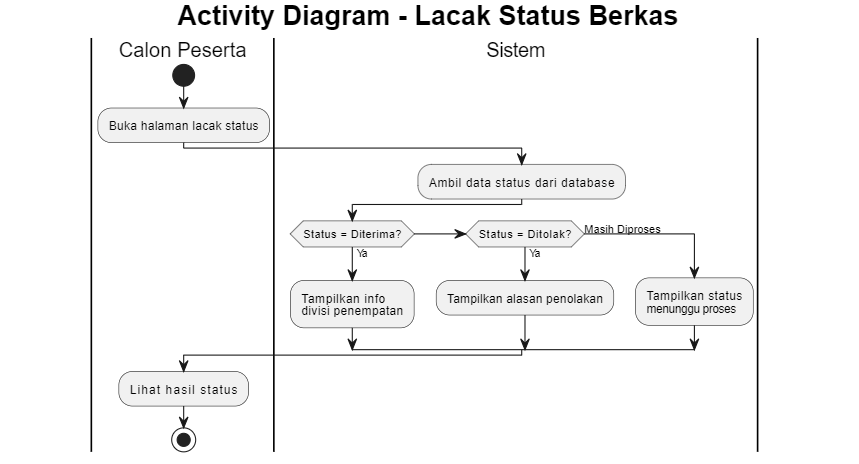 Activity Diagram - Lacak Status Berkas
Calon Peserta
Sistem
Buka halaman lacak status
Ambil data status dari database
Status = Diterima?
Status = Ditolak?
Masih Diproses
Ya
Ya
Tampilkan info
divisi penempatan
Tampilkan alasan penolakan
Tampilkan status
menunggu proses
Lihat hasil status